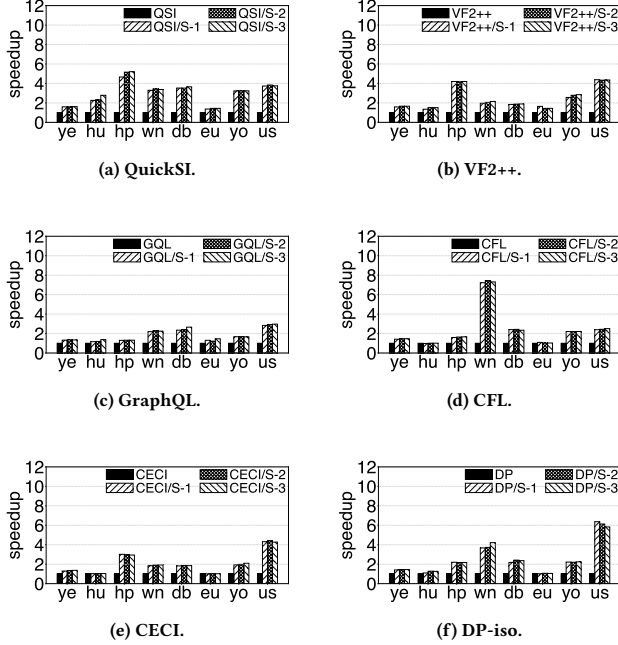 12
10
8
6
4
2
0
speedup
QSI QSI/S-2
QSI/S-1 QSI/S-3
ye hu hp wn db eu yo us
(a) QuickSI.
12
10
8
6
4
2
0
speedup
VF2++ VF2++/S-2
VF2++/S-1 VF2++/S-3
ye hu hp wn db eu yo us
(b) VF2++.
12
10
8
6
4
2
0
speedup
GQL GQL/S-2
GQL/S-1 GQL/S-3
ye hu hp wn db eu yo us
(c) GraphQL.
12
10
8
6
4
2
0
speedup
CFL CFL/S-2
CFL/S-1 CFL/S-3
ye hu hp wn db eu yo us
(d) CFL.
12
10
8
6
4
2
0
speedup
CECI CECI/S-2
CECI/S-1 CECI/S-3
ye hu hp wn db eu yo us
(e) CECI.
12
10
8
6
4
2
0
speedup
DP DP/S-2
DP/S-1 DP/S-3
ye hu hp wn db eu yo us
(f) DP-iso.